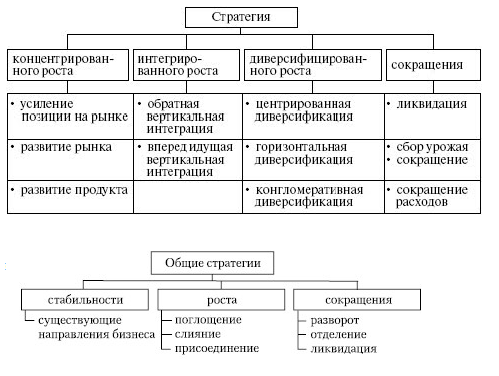 Стратегия
концентрирован-
ного роста
интегриро-
ванного роста
диверсифицирован-
ного роста
сокращения
• усиление
позиции на рынке
• обратная
вертикальная
интеграция
• центрированная
диверсификация
• ликвидация
• развитие рынка
• вперед идущая
вертикальная
интеграция
• горизонтальная
диверсификация
• сбор урожая
• сокращение
• развитие продукта
• конгломеративная
диверсификация
• сокращение
расходов
Общие стратегии
стабильности
существующие
направления бизнеса
роста
поглощение
слияние
присоединение
сокращения
разворот
отделение
ликвидация